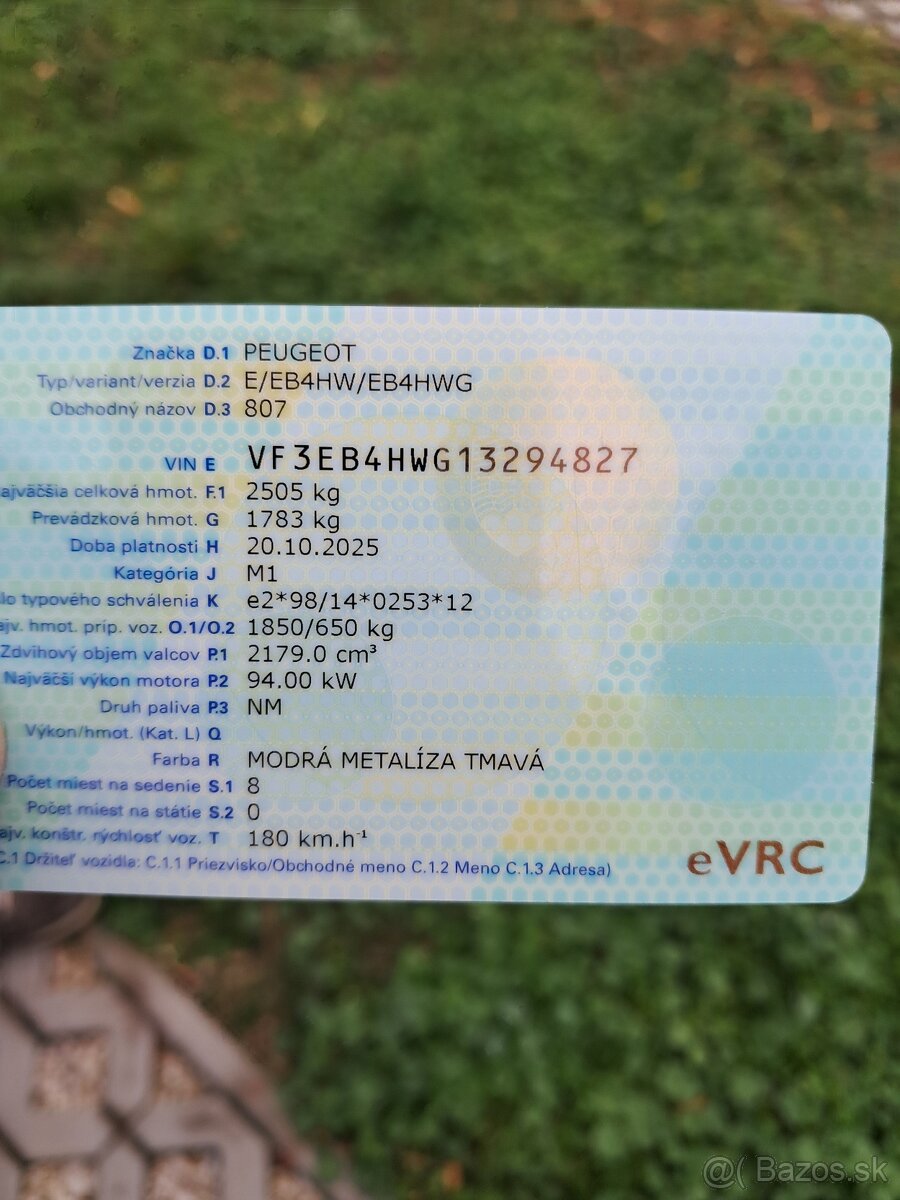 Značka D.1 PEUGEOT
Typ/variant/verzia D.2 E/EB4HW/EB4HWG
Obchodný názov D.3 807
VIN E VF3EB4HWG13294827
ajväčšia celková hmot. F.1 2505 kg
Prevádzková hmot. G 1783 kg
Doba platnosti H 20.10.2025
Kategória J M1
lo typového schválenia K e2*98/14*0253*12
ajv. hmot. príp. voz. O.1/O.2 1850/650 kg
Zdvihový objem valcov P.1 2179.0 cm³
Najväčší výkon motora P.2 94.00 kW
Druh paliva P.3 NM
Výkon/hmot. (Kat. L) Q
Farba R MODRÁ METALÍZA TMAVÁ
Počet miest na sedenie S.1 8
Počet miest na státie S.2 0
ajv. konštr. rýchlosť voz. T 180 km.h⁻¹
C.1 Držiteľ vozidla: C.1.1 Priezvisko/Obchodné meno C.1.2 Meno C.1.3 Adresa)
eVRC
@( Bazos.sk